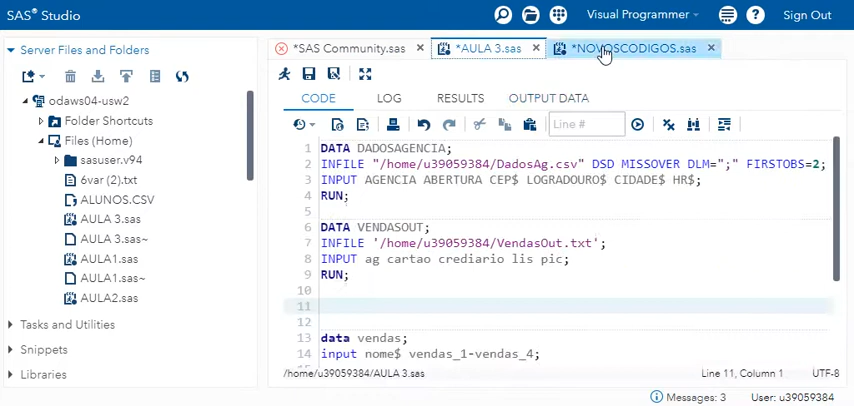 SAS® Studio
Visual Programmer
Sign Out
Server Files and Folders
*SAS Community.sas
*AULA 3.sas
*NOVOSCODIGOS.sas
odaws04-usw2
Folder Shortcuts
Files (Home)
sasuser.v94
6var (2).txt
ALUNOS.CSV
AULA 3.sas
AULA 3.sas~
AULA1.sas
AULA1.sas~
AULA2.sas
Tasks and Utilities
Snippets
Libraries
CODE LOG RESULTS OUTPUT DATA
Line #
1 DATA DADOSAGENCIA;
2 INFILE "/home/u39059384/DadosAg.csv" DSD MISSOVER DLM=";" FIRSTOBS=2;
3 INPUT AGENCIA ABERTURA CEP$ LOGRADOURO$ CIDADE$ HR$;
4 RUN;
5
6 DATA VENDASOUT;
7 INFILE '/home/u39059384/VendasOut.txt';
8 INPUT ag cartao crediario lis pic;
9 RUN;
10
11
12
13 data vendas;
14 input nome$ vendas_1-vendas_4;
/home/u39059384/AULA 3.sas
Line 11, Column 1
UTF-8
Messages: 3
User: u39059384